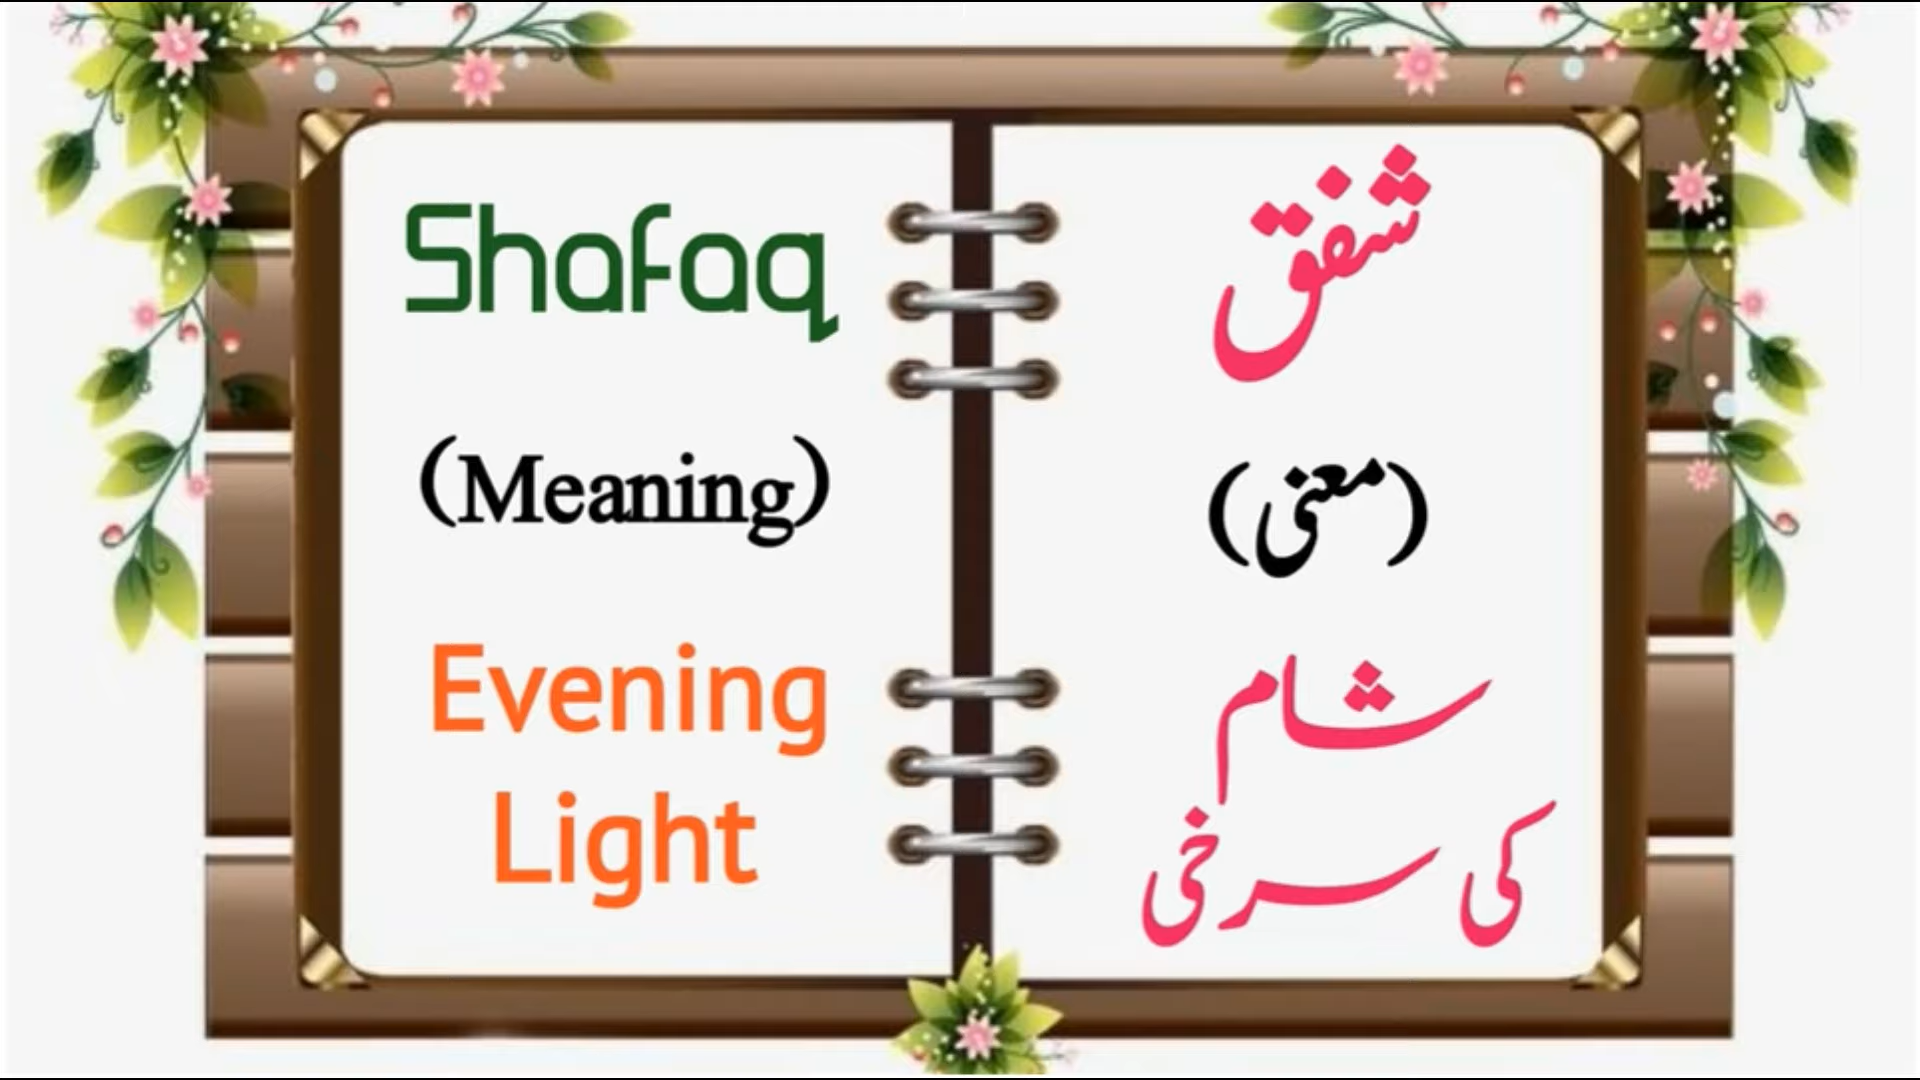 Shafaq
(Meaning)
Evening
Light
شفق
(معنی)
شام
کی سرخی